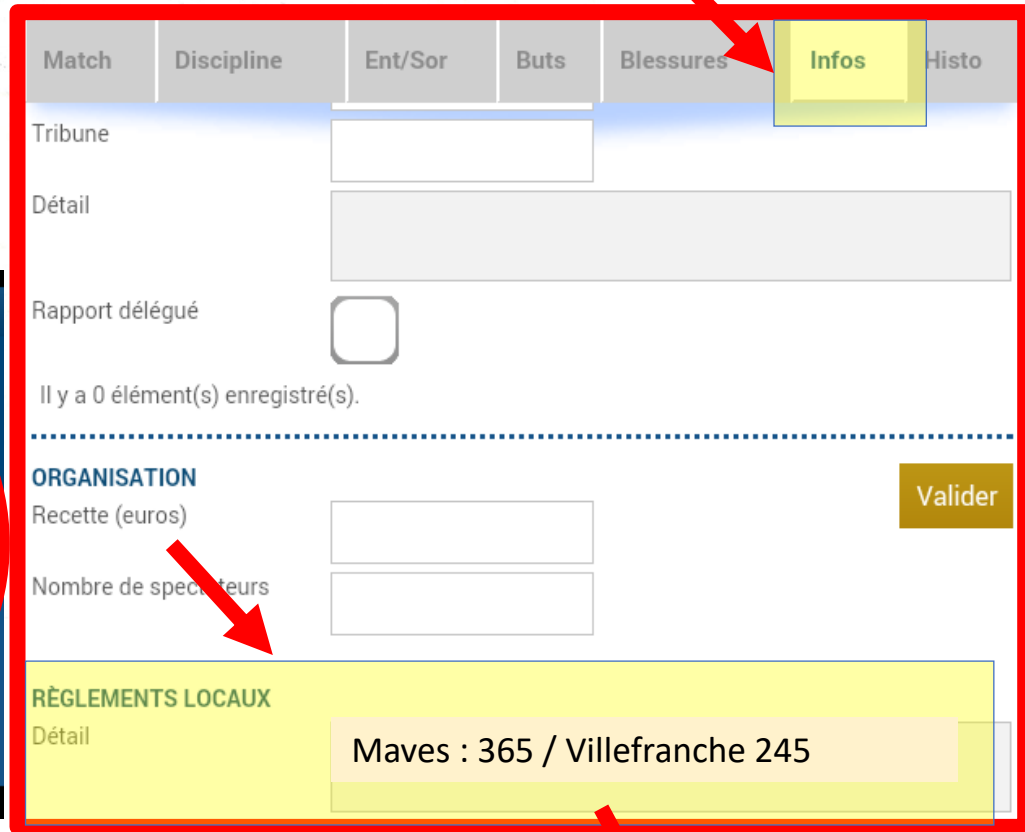 Match Discipline Ent/Sor Buts Blessures Infos Histo
Tribune
Détail
Rapport délégué
Il y a 0 élément(s) enregistré(s).
ORGANISATION
Valider
Recette (euros)
Nombre de spectateurs
RÈGLEMENTS LOCAUX
Détail
Maves : 365 / Villefranche 245